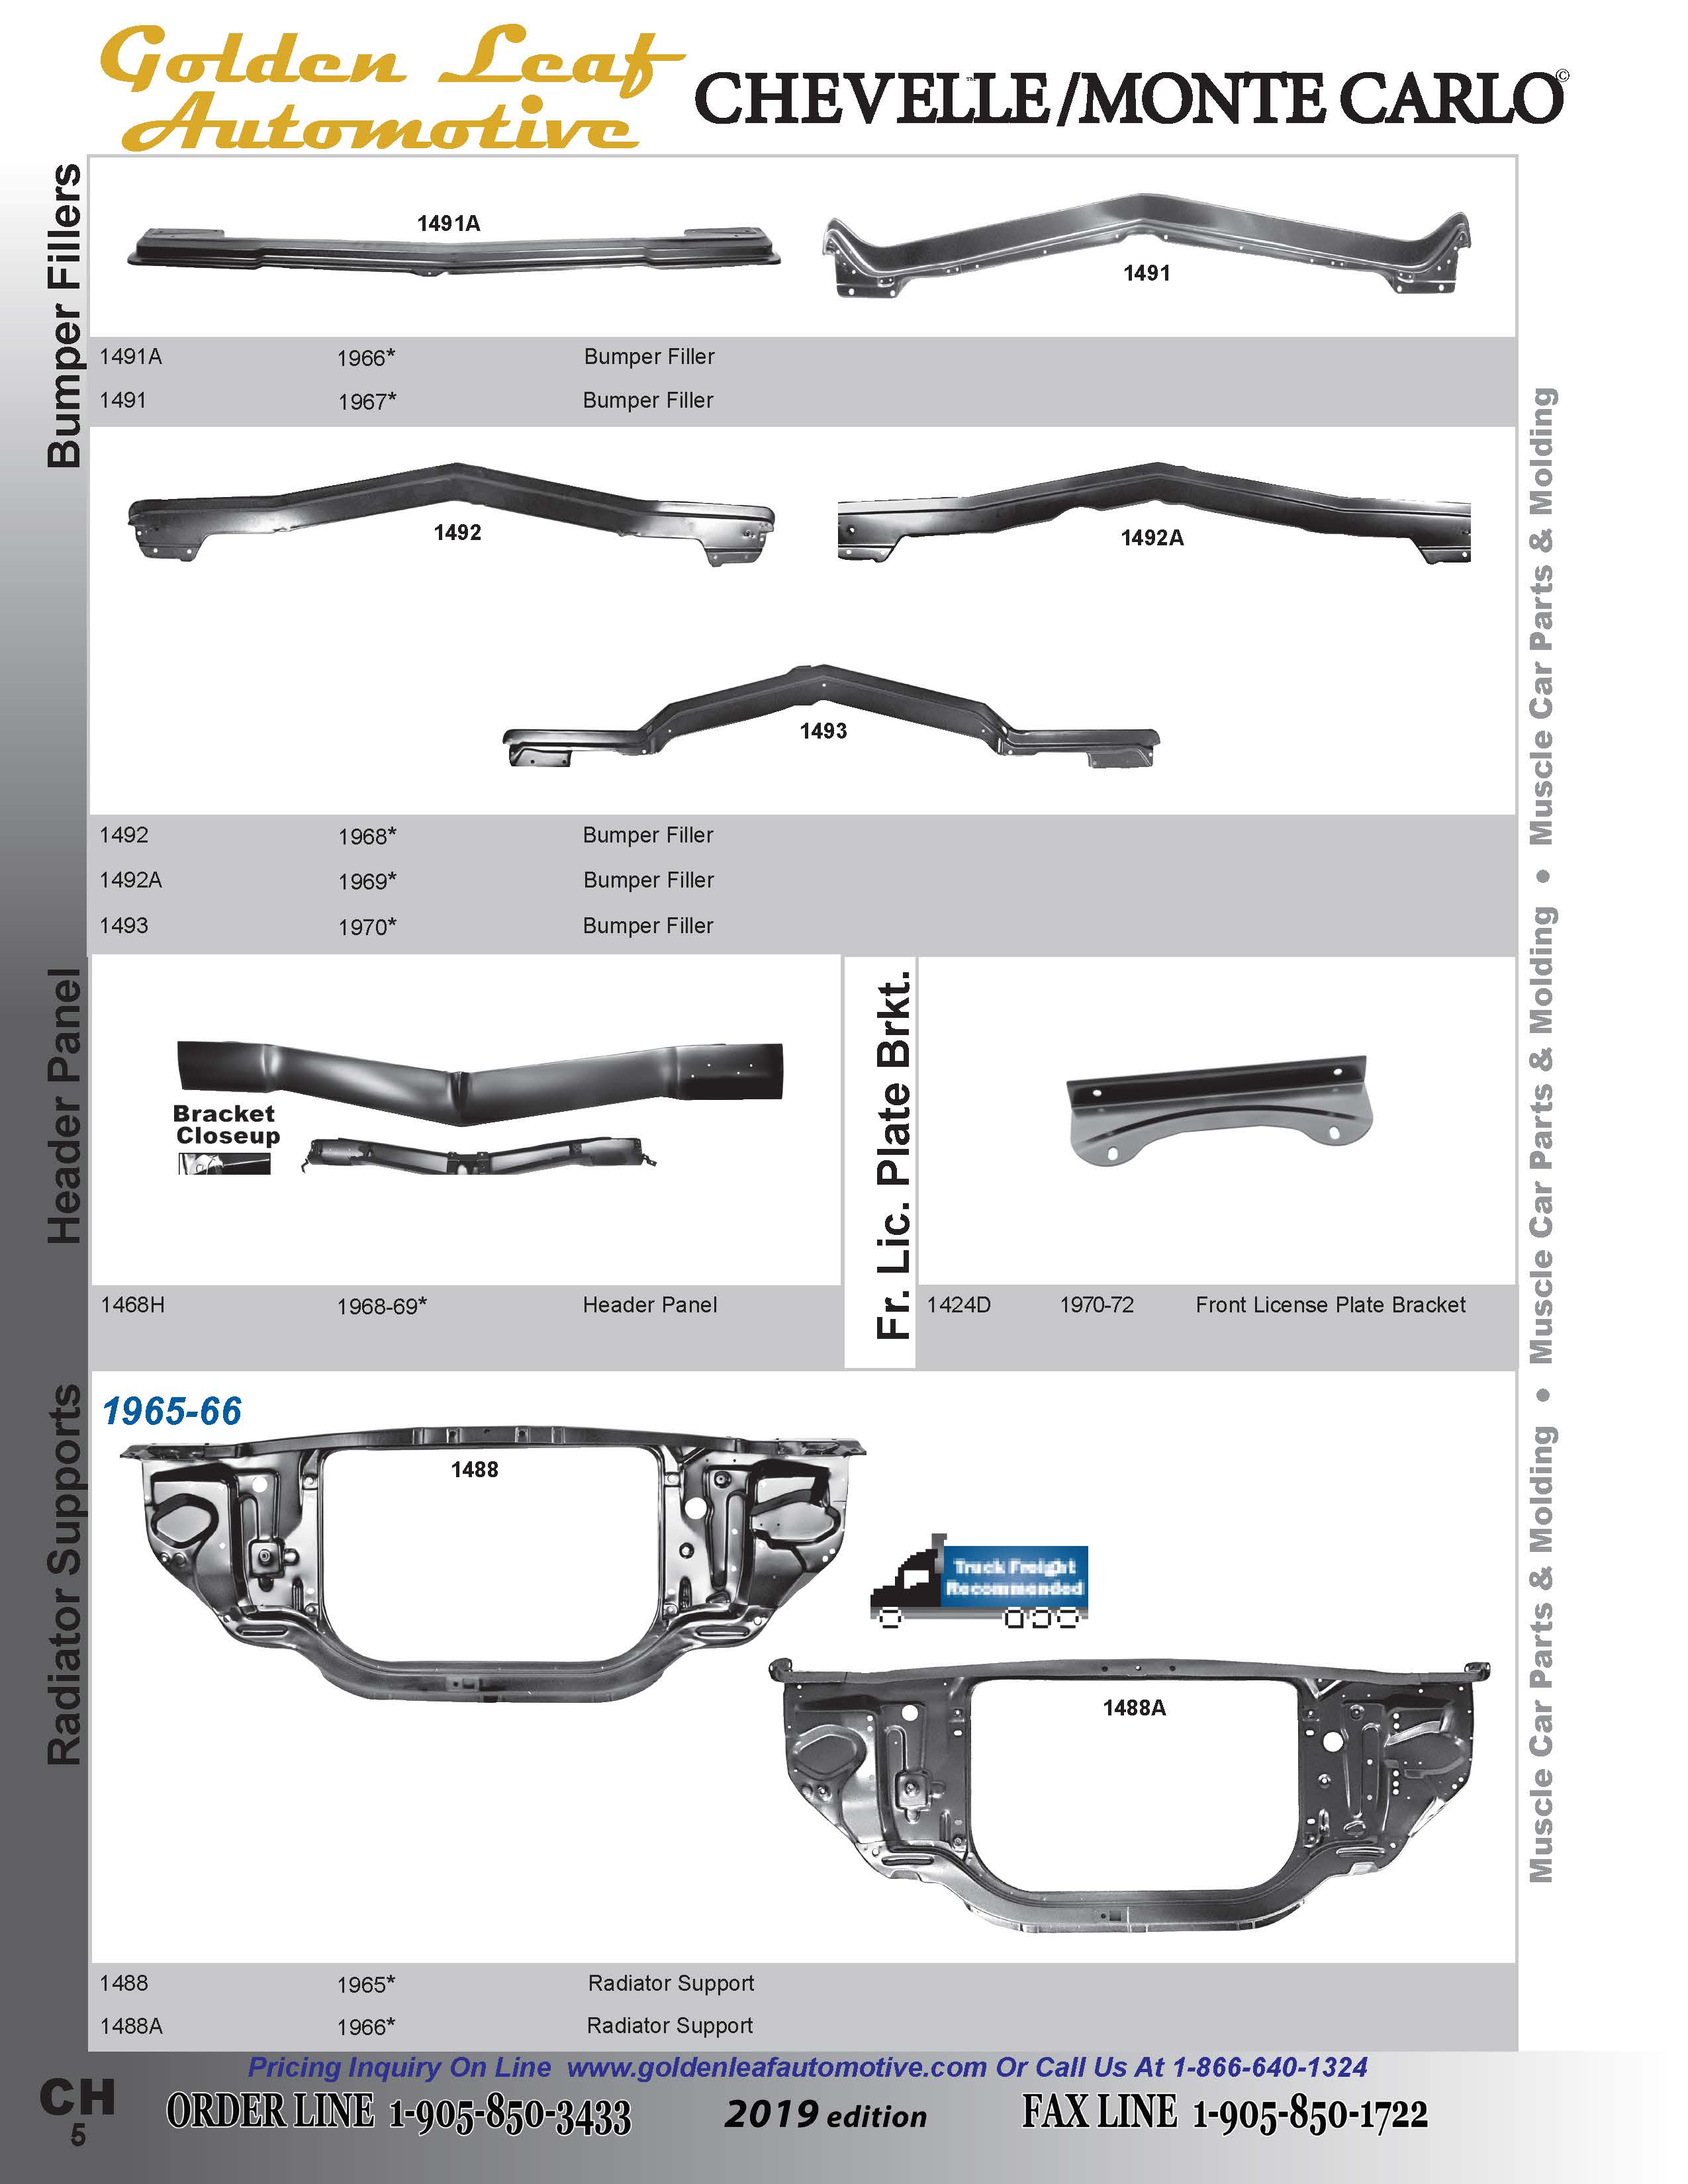 Golden Leaf
Automotive
CHEVELLE/MONTE CARLO©
™
Bumper Fillers
1491A
1491
1491A 1966* Bumper Filler
1491 1967* Bumper Filler
1492
1492A
1493
1492 1968* Bumper Filler
1492A 1969* Bumper Filler
1493 1970* Bumper Filler
Header Panel
Bracket
Closeup
1468H 1968-69* Header Panel
Fr. Lic. Plate Brkt.
1424D 1970-72 Front License Plate Bracket
Radiator Supports
1965-66
1488
Truck Freight
Recommended
1488A
1488 1965* Radiator Support
1488A 1966* Radiator Support
Muscle Car Parts & Molding • Muscle Car Parts & Molding • Muscle Car Parts & Molding
Pricing Inquiry On Line www.goldenleafautomotive.com Or Call Us At 1-866-640-1324
CH
5
ORDER LINE 1-905-850-3433
2019 edition
FAX LINE 1-905-850-1722